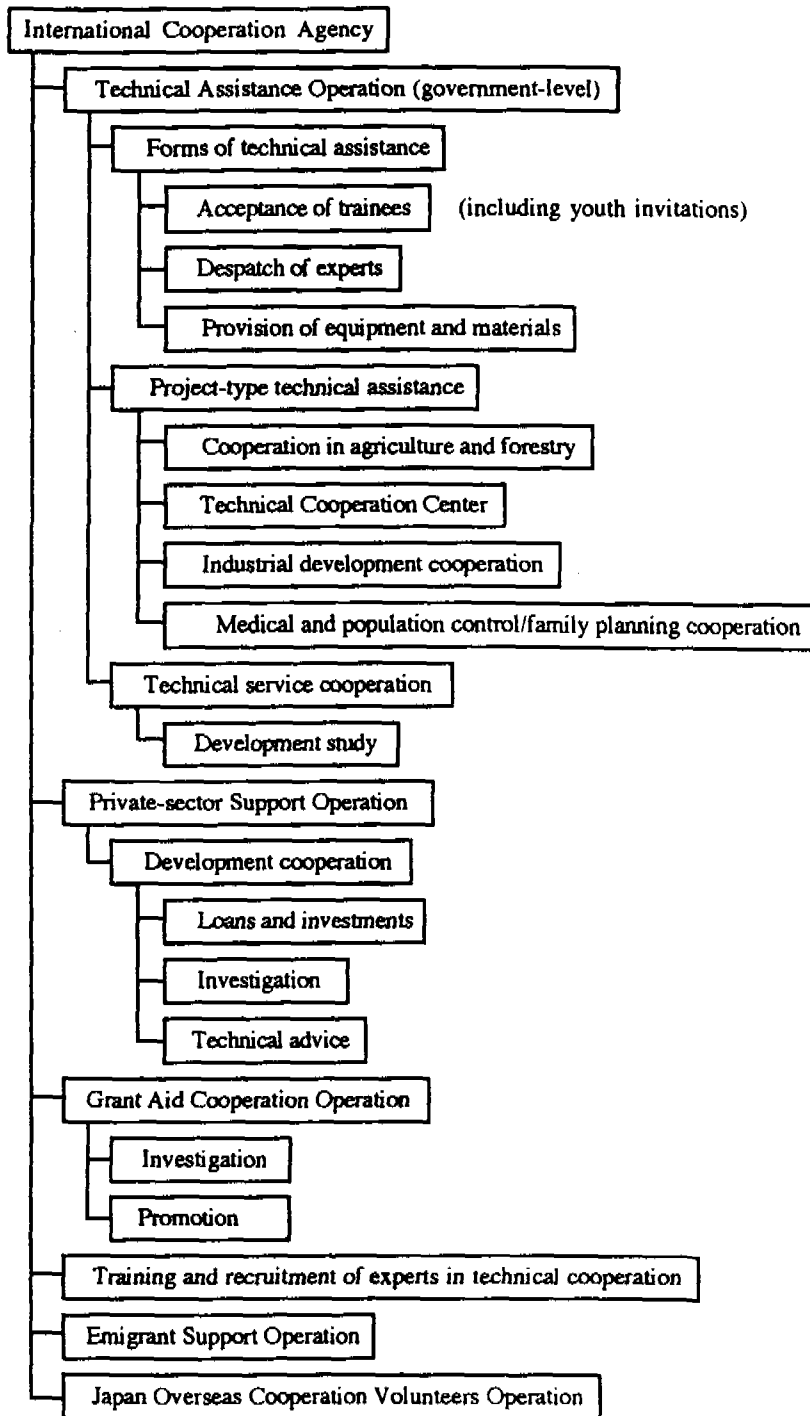 International Cooperation Agency
Technical Assistance Operation (government-level)
Forms of technical assistance
Acceptance of trainees (including youth invitations)
Despatch of experts
Provision of equipment and materials
Project-type technical assistance
Cooperation in agriculture and forestry
Technical Cooperation Center
Industrial development cooperation
Medical and population control/family planning cooperation
Technical service cooperation
Development study
Private-sector Support Operation
Development cooperation
Loans and investments
Investigation
Technical advice
Grant Aid Cooperation Operation
Investigation
Promotion
Training and recruitment of experts in technical cooperation
Emigrant Support Operation
Japan Overseas Cooperation Volunteers Operation